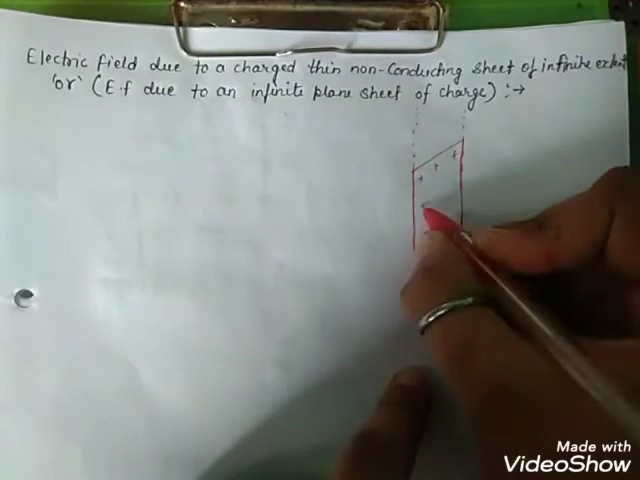 Electric field due to a charged thin non-Conducting sheet of infinite extent
'or' (E.f due to an infinite plane sheet of charge) :→
+ + +
Made with
VideoShow